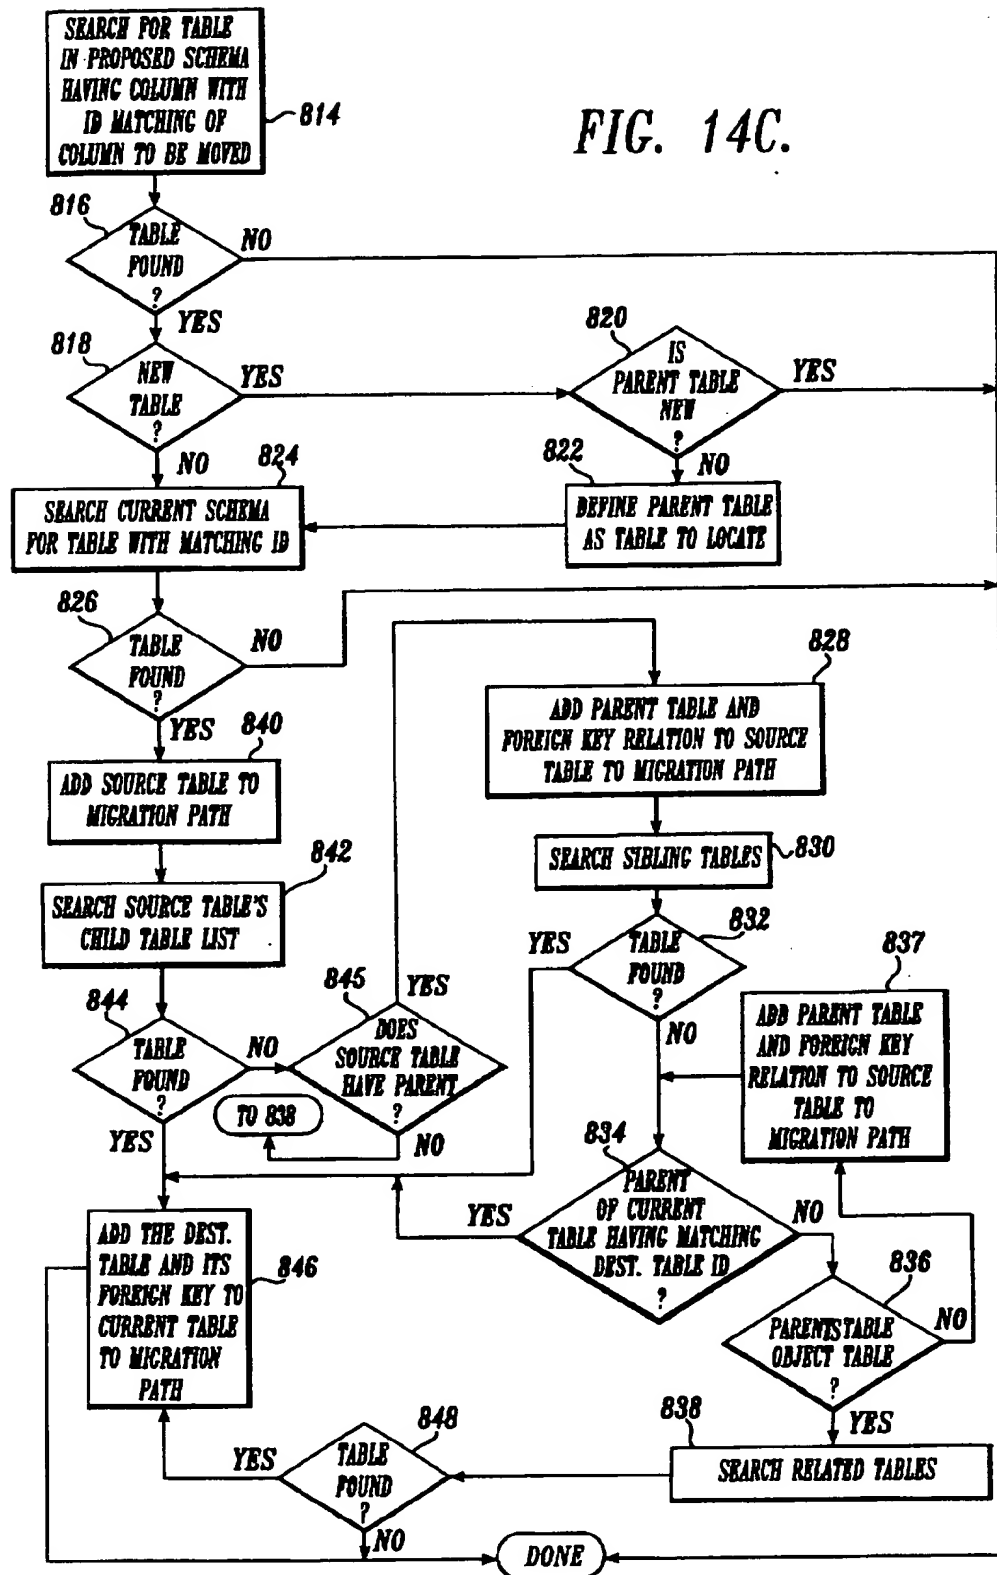 SEARCH FOR TABLE
IN PROPOSED SCHEMA
HAVING COLUMN WITH
ID MATCHING OF
COLUMN TO BE MOVED
814
FIG. 14C.
816
TABLE
FOUND
?
NO
YES
818
NEW
TABLE
?
YES
NO
820
IS
PARENT TABLE
NEW
?
YES
NO
822
DEFINE PARENT TABLE
AS TABLE TO LOCATE
824
SEARCH CURRENT SCHEMA
FOR TABLE WITH MATCHING ID
826
TABLE
FOUND
?
NO
YES
828
ADD PARENT TABLE AND
FOREIGN KEY RELATION TO SOURCE
TABLE TO MIGRATION PATH
840
ADD SOURCE TABLE TO
MIGRATION PATH
SEARCH SIBLING TABLES
830
842
SEARCH SOURCE TABLE'S
CHILD TABLE LIST
YES
832
TABLE
FOUND
?
NO
837
ADD PARENT TABLE
AND FOREIGN KEY
RELATION TO SOURCE
TABLE TO
MIGRATION PATH
844
TABLE
FOUND
?
NO
YES
845
YES
DOES
SOURCE TABLE
HAVE PARENT
?
NO
TO 838
834
PARENT
OF CURRENT
TABLE HAVING MATCHING
DEST. TABLE ID
?
YES
NO
ADD THE DEST.
TABLE AND ITS
FOREIGN KEY TO
CURRENT TABLE
TO MIGRATION
PATH
846
836
PARENTS TABLE
OBJECT TABLE
?
NO
YES
838
SEARCH RELATED TABLES
848
TABLE
FOUND
?
YES
NO
DONE